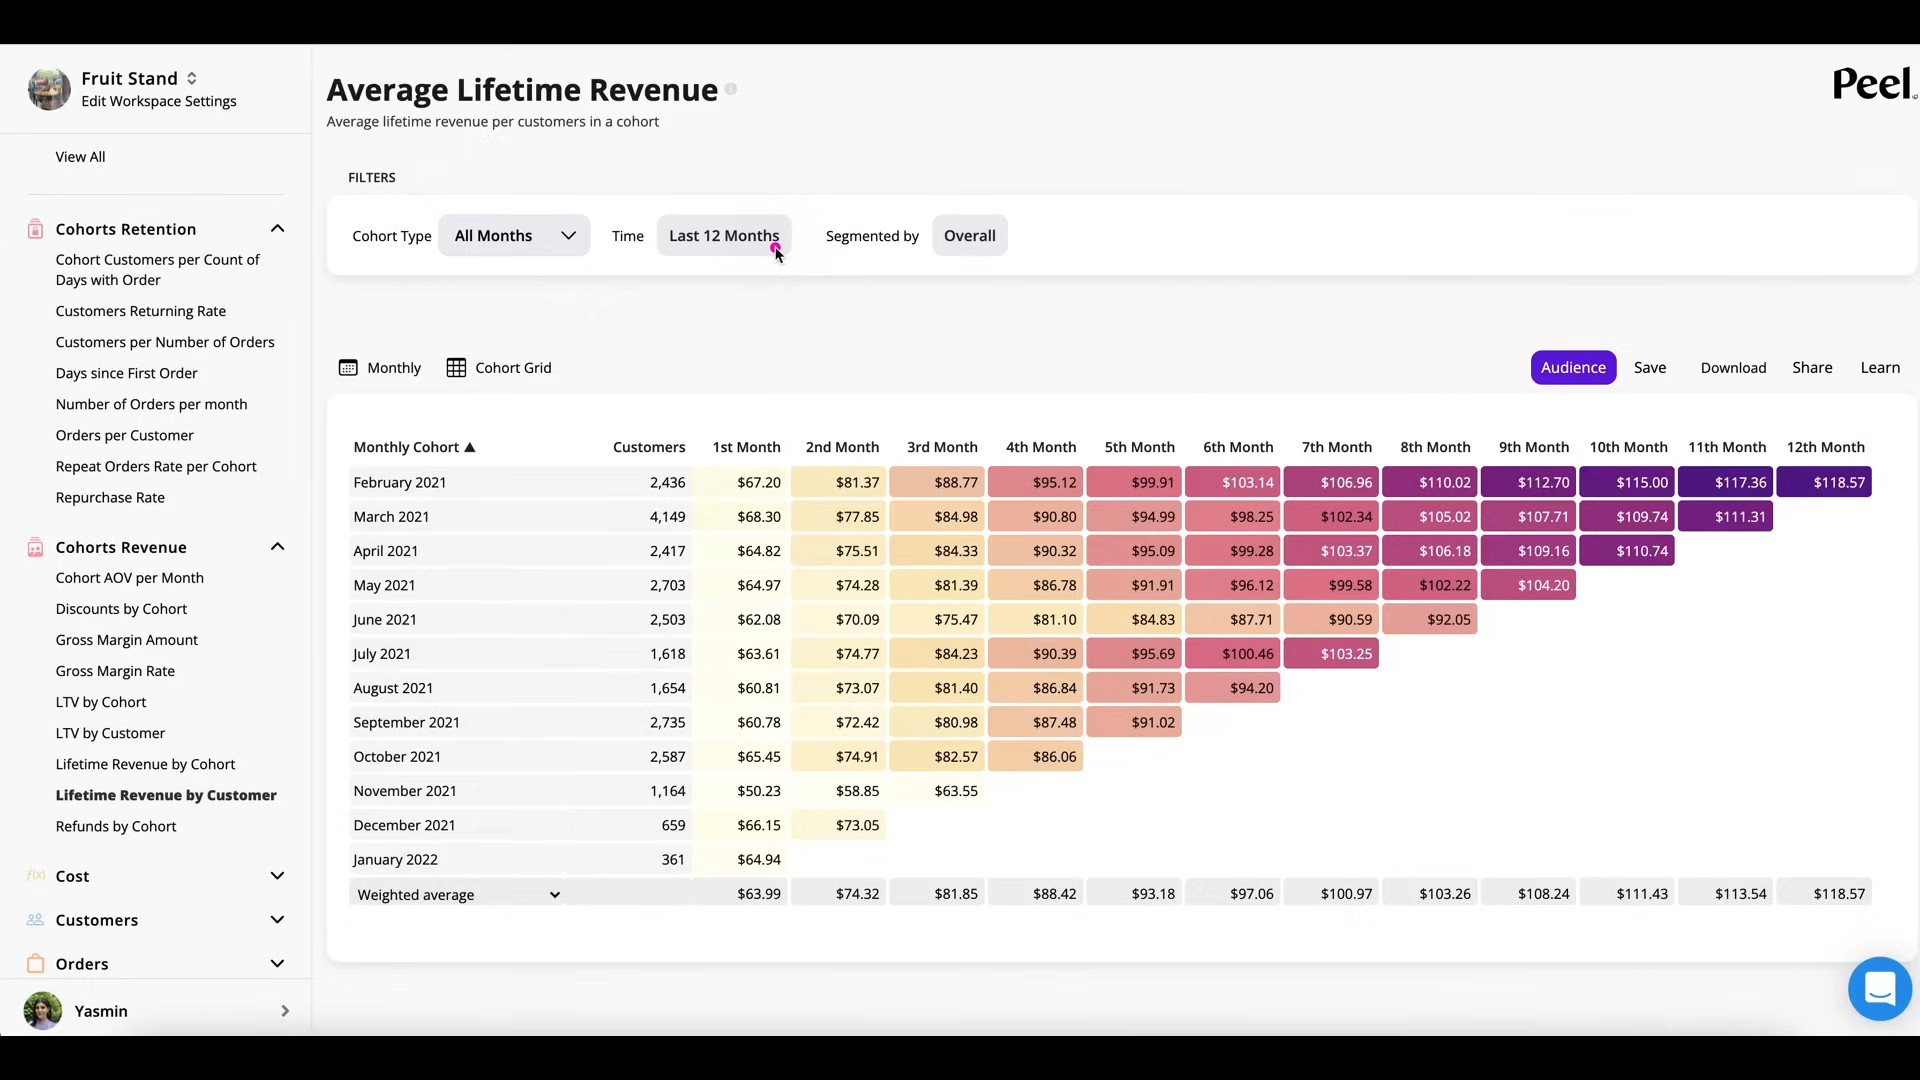 Fruit Stand
Edit Workspace Settings
View All
Cohorts Retention
Cohort Customers per Count of
Days with Order
Customers Returning Rate
Customers per Number of Orders
Days since First Order
Number of Orders per month
Orders per Customer
Repeat Orders Rate per Cohort
Repurchase Rate
Cohorts Revenue
Cohort AOV per Month
Discounts by Cohort
Gross Margin Amount
Gross Margin Rate
LTV by Cohort
LTV by Customer
Lifetime Revenue by Cohort
Lifetime Revenue by Customer
Refunds by Cohort
f(x) Cost
Customers
Orders
Yasmin
Average Lifetime Revenue
Average lifetime revenue per customers in a cohort
Peel
FILTERS
Cohort Type All Months Time Last 12 Months Segmented by Overall
Monthly Cohort Grid Audience Save Download Share Learn
Monthly Cohort ▲ Customers 1st Month 2nd Month 3rd Month 4th Month 5th Month 6th Month 7th Month 8th Month 9th Month 10th Month 11th Month 12th Month
February 2021 2,436 $67.20 $81.37 $88.77 $95.12 $99.91 $103.14 $106.96 $110.02 $112.70 $115.00 $117.36 $118.57
March 2021 4,149 $68.30 $77.85 $84.98 $90.80 $94.99 $98.25 $102.34 $105.02 $107.71 $109.74 $111.31
April 2021 2,417 $64.82 $75.51 $84.33 $90.32 $95.09 $99.28 $103.37 $106.18 $109.16 $110.74
May 2021 2,703 $64.97 $74.28 $81.39 $86.78 $91.91 $96.12 $99.58 $102.22 $104.20
June 2021 2,503 $62.08 $70.09 $75.47 $81.10 $84.83 $87.71 $90.59 $92.05
July 2021 1,618 $63.61 $74.77 $84.23 $90.39 $95.69 $100.46 $103.25
August 2021 1,654 $60.81 $73.07 $81.40 $86.84 $91.73 $94.20
September 2021 2,735 $60.78 $72.42 $80.98 $87.48 $91.02
October 2021 2,587 $65.45 $74.91 $82.57 $86.06
November 2021 1,164 $50.23 $58.85 $63.55
December 2021 659 $66.15 $73.05
January 2022 361 $64.94
Weighted average $63.99 $74.32 $81.85 $88.42 $93.18 $97.06 $100.97 $103.26 $108.24 $111.43 $113.54 $118.57